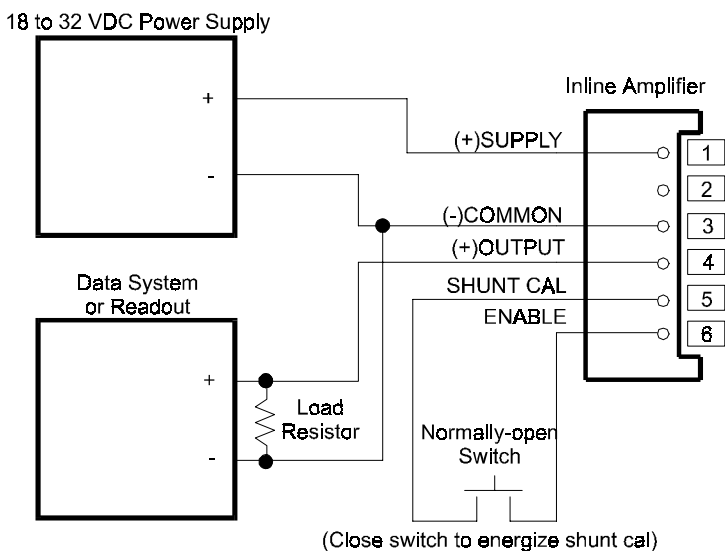 18 to 32 VDC Power Supply
+
-
Inline Amplifier
(+)SUPPLY
1
2
(-)COMMON
3
(+)OUTPUT
4
SHUNT CAL
5
ENABLE
6
Data System
or Readout
+
-
Load
Resistor
Normally-open
Switch
(Close switch to energize shunt cal)